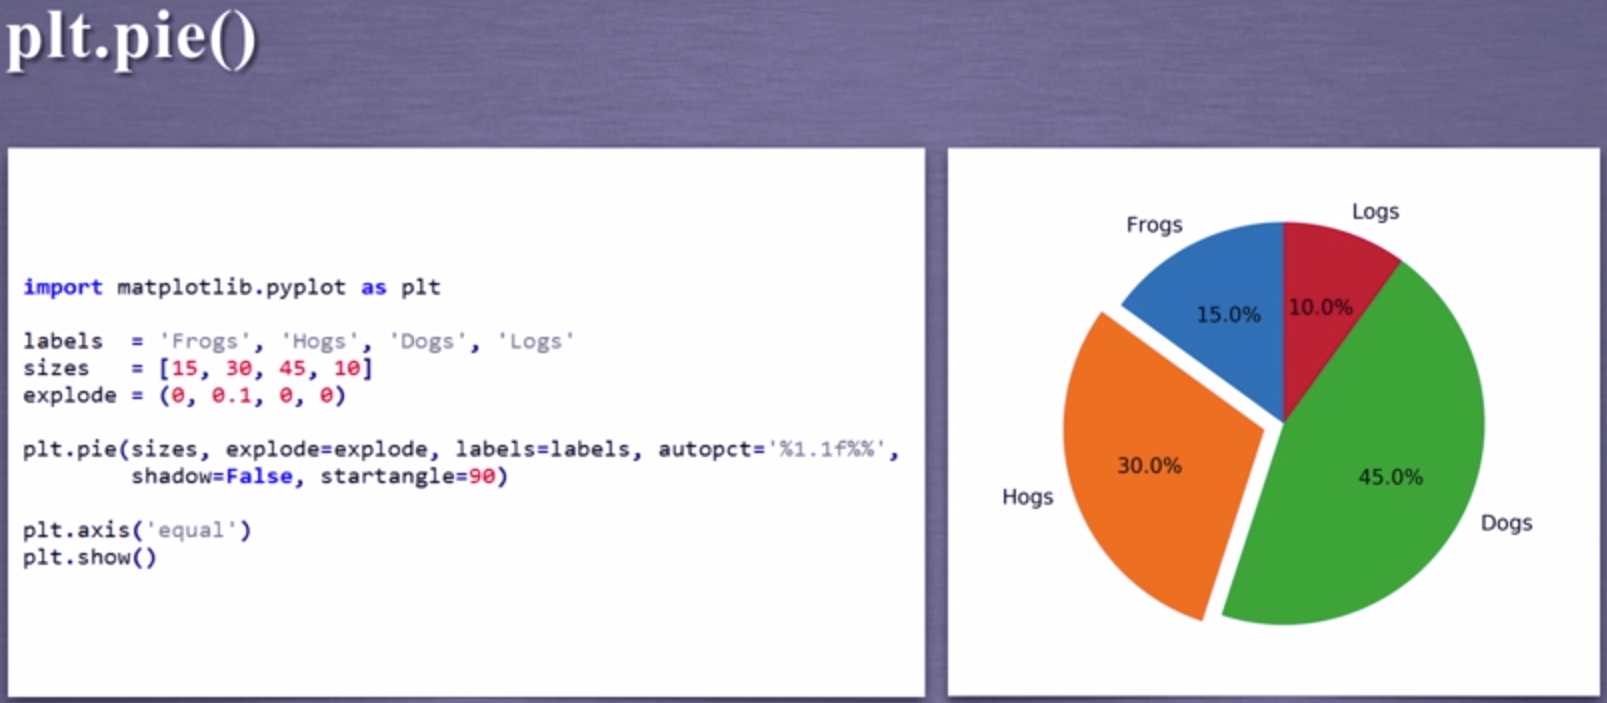 plt.pie()
import matplotlib.pyplot as plt
labels  = 'Frogs', 'Hogs', 'Dogs', 'Logs'
sizes   = [15, 30, 45, 10]
explode = (0, 0.1, 0, 0)
plt.pie(sizes, explode=explode, labels=labels, autopct='%1.1f%%',
        shadow=False, startangle=90)
plt.axis('equal')
plt.show()
Logs
Frogs
10.0%
15.0%
30.0%
45.0%
Hogs
Dogs